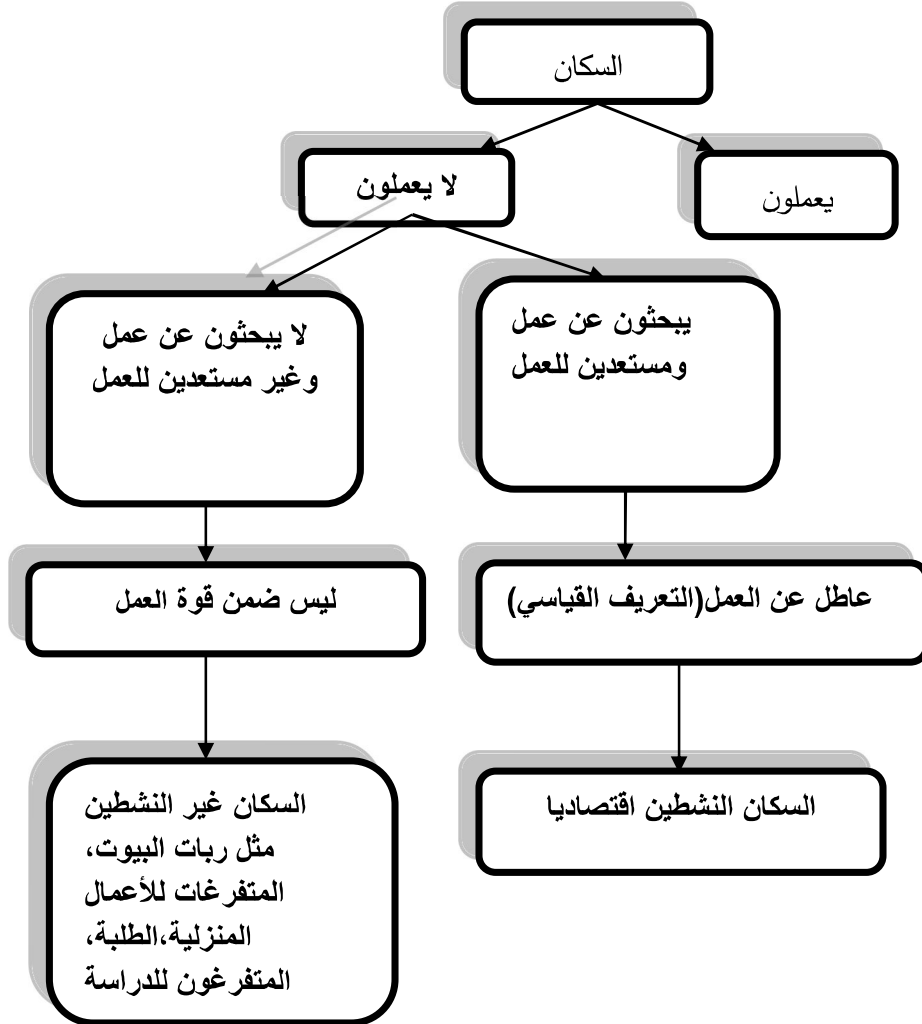 السكان
يعملون
لا يعملون
يبحثون عن عمل
ومستعدين للعمل
لا يبحثون عن عمل
وغير مستعدين للعمل
عاطل عن العمل(التعريف القياسي)
ليس ضمن قوة العمل
السكان النشطين اقتصاديا
السكان غير النشطين
مثل ربات البيوت،
المتفرغات للأعمال
المنزلية،الطلبة،
المتفرغون للدراسة